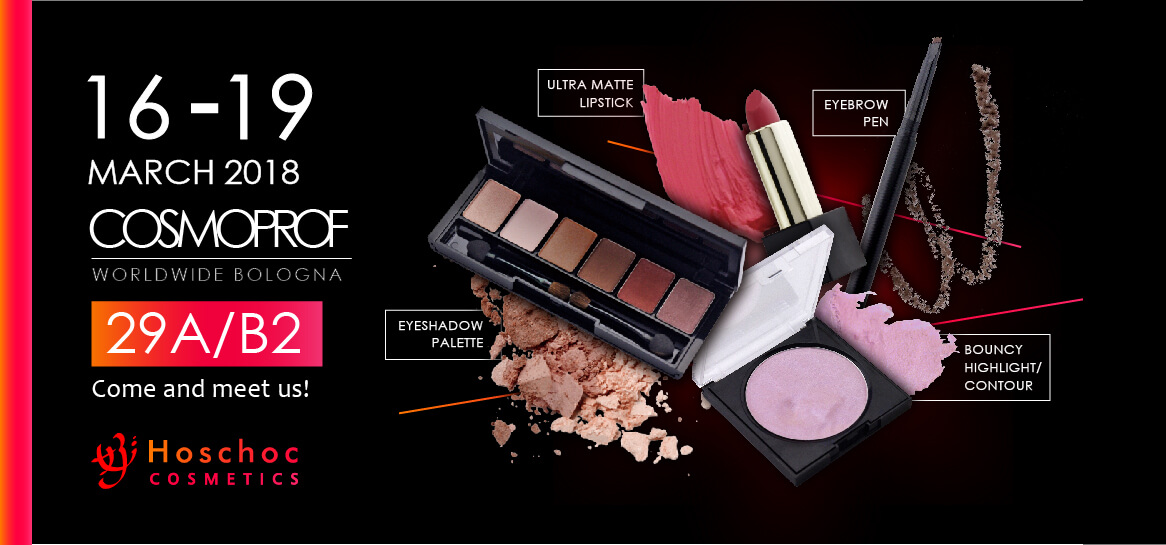 16-19
MARCH 2018
COSMOPROF
WORLDWIDE BOLOGNA
29A/B2
Come and meet us!
Hoschoc
COSMETICS
ULTRA MATTE
LIPSTICK
EYEBROW
PEN
EYESHADOW
PALETTE
BOUNCY
HIGHLIGHT/
CONTOUR